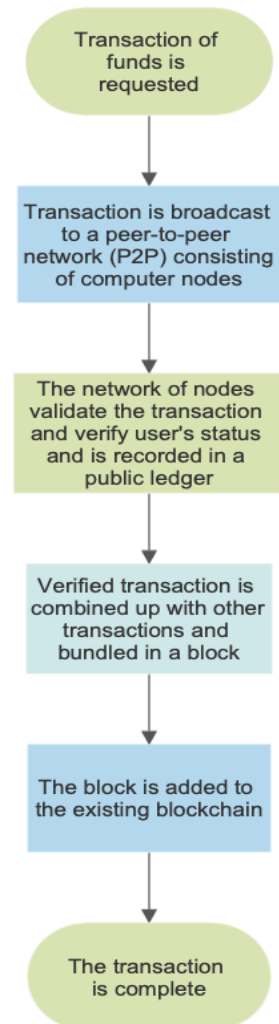 Transaction of
funds is
requested
Transaction is broadcast
to a peer-to-peer
network (P2P) consisting
of computer nodes
The network of nodes
validate the transaction
and verify user's status
and is recorded in a
public ledger
Verified transaction is
combined up with other
transactions and
bundled in a block
The block is added to
the existing blockchain
The transaction
is complete